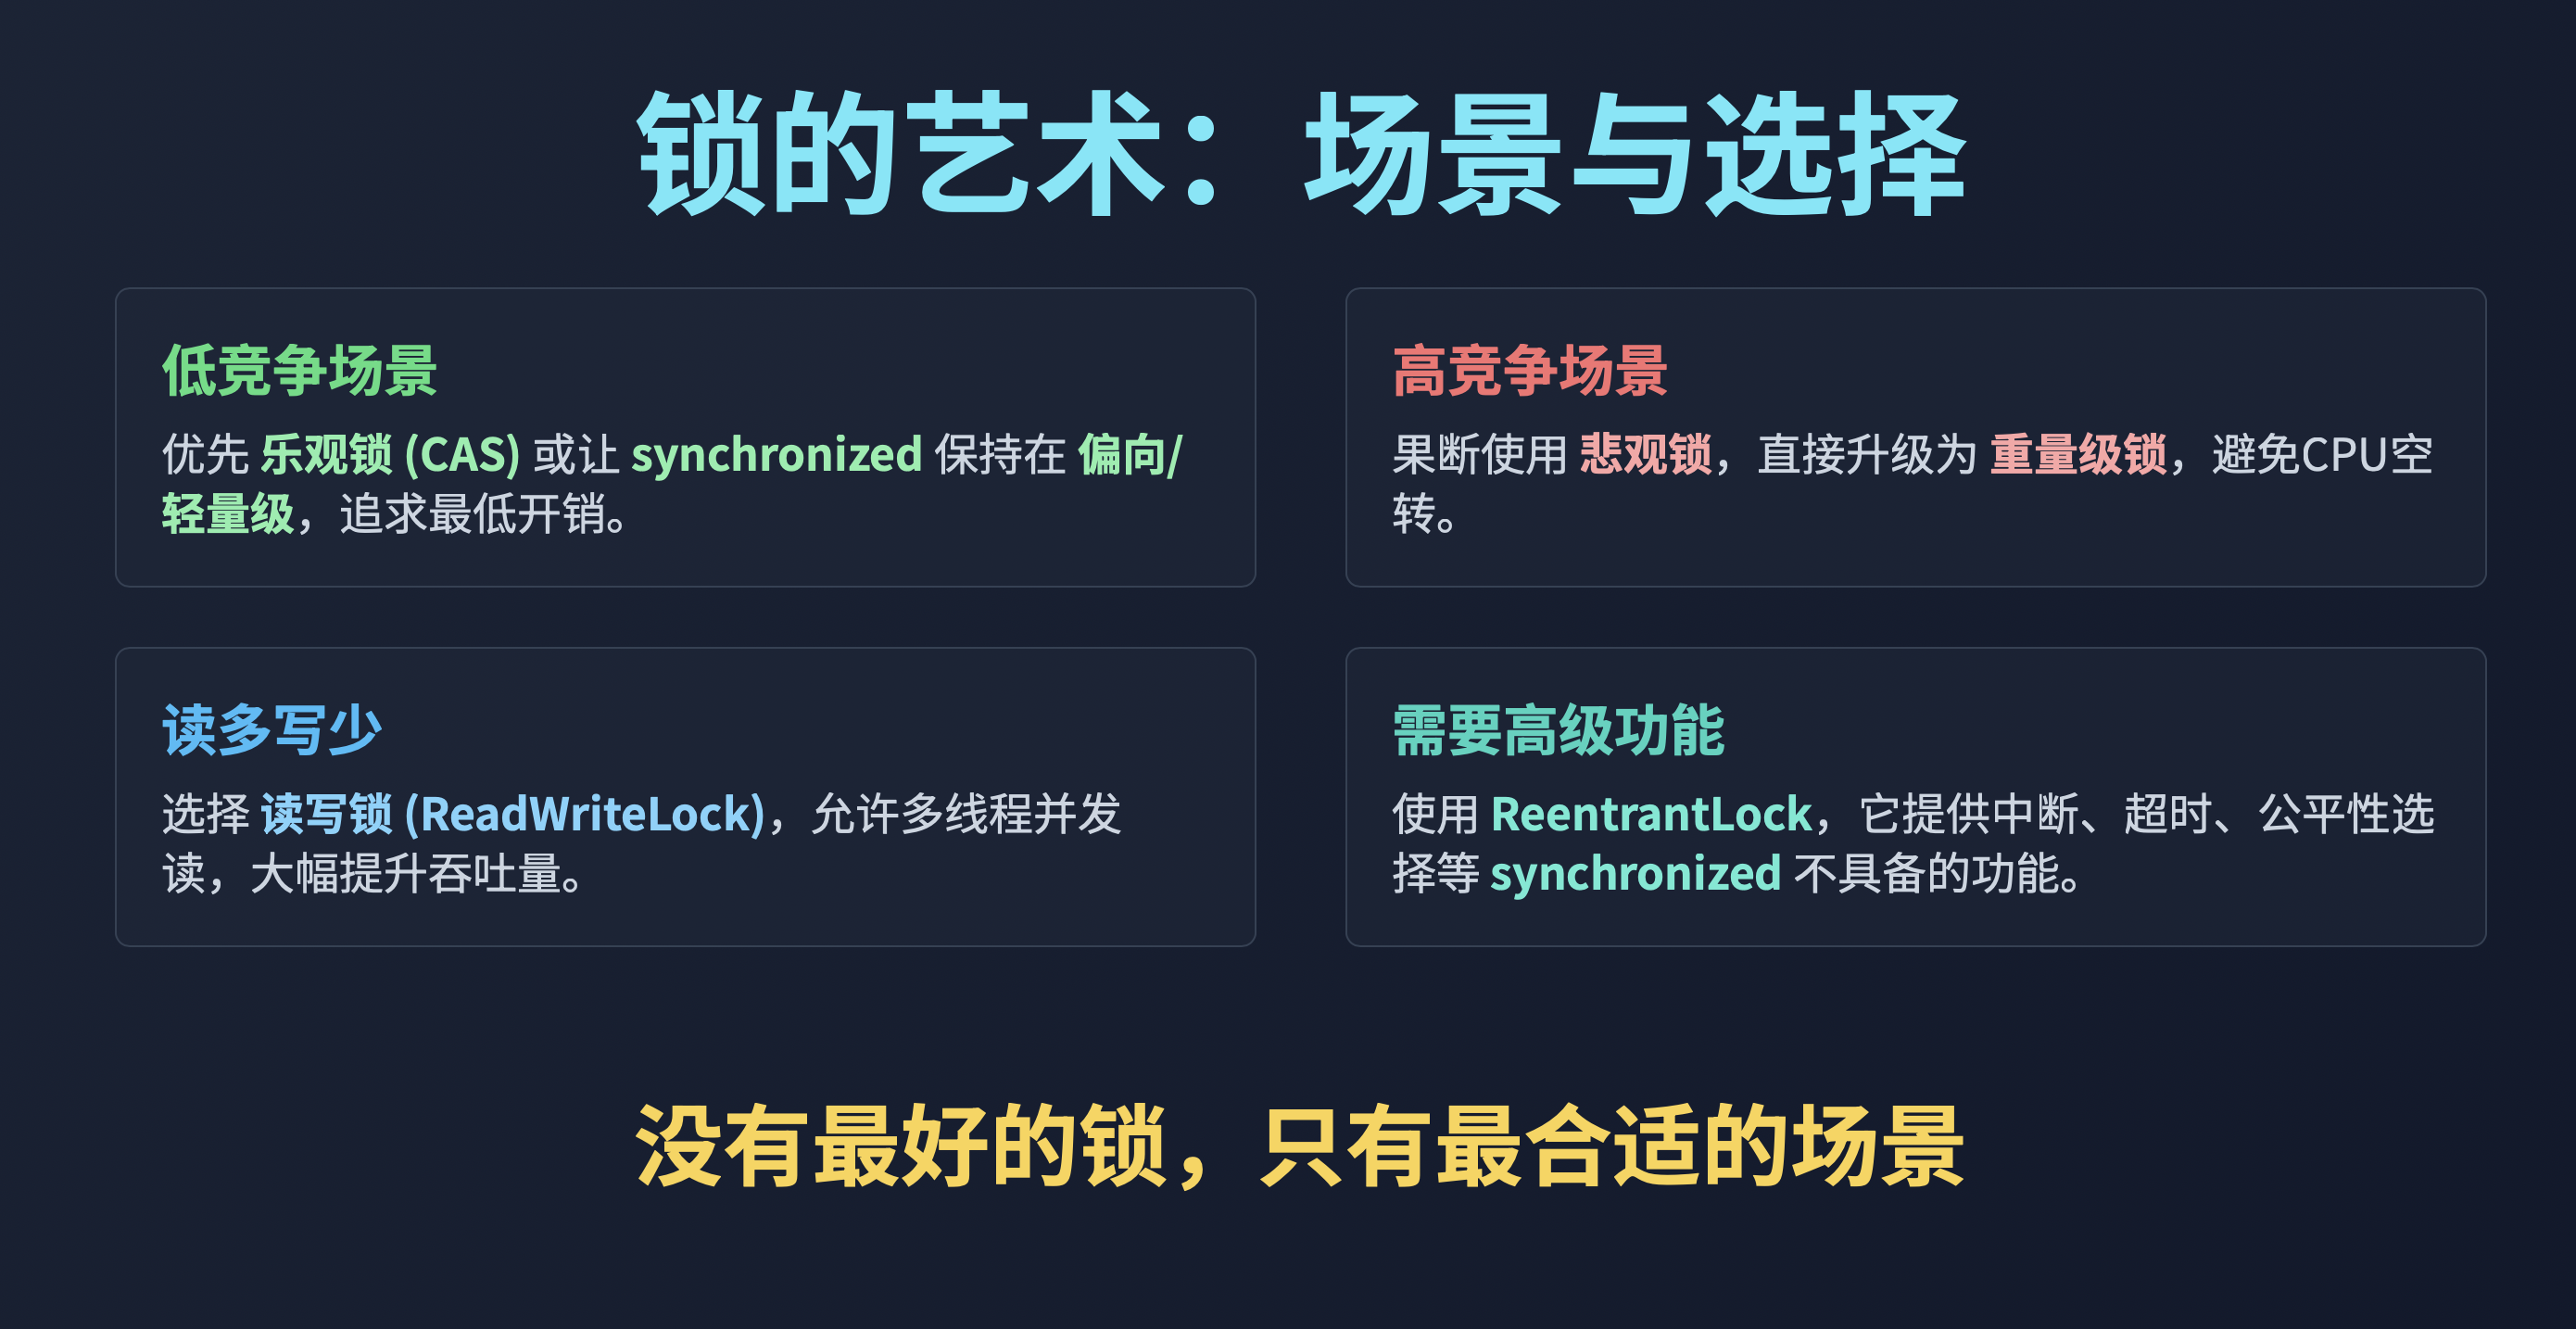 锁的艺术：场景与选择
低竞争场景
优先 乐观锁 (CAS) 或让 synchronized 保持在 偏向/
轻量级，追求最低开销。
高竞争场景
果断使用 悲观锁，直接升级为 重量级锁，避免CPU空
转。
读多写少
选择 读写锁 (ReadWriteLock)，允许多线程并发
读，大幅提升吞吐量。
需要高级功能
使用 ReentrantLock，它提供中断、超时、公平性选
择等 synchronized 不具备的功能。
没有最好的锁，只有最合适的场景